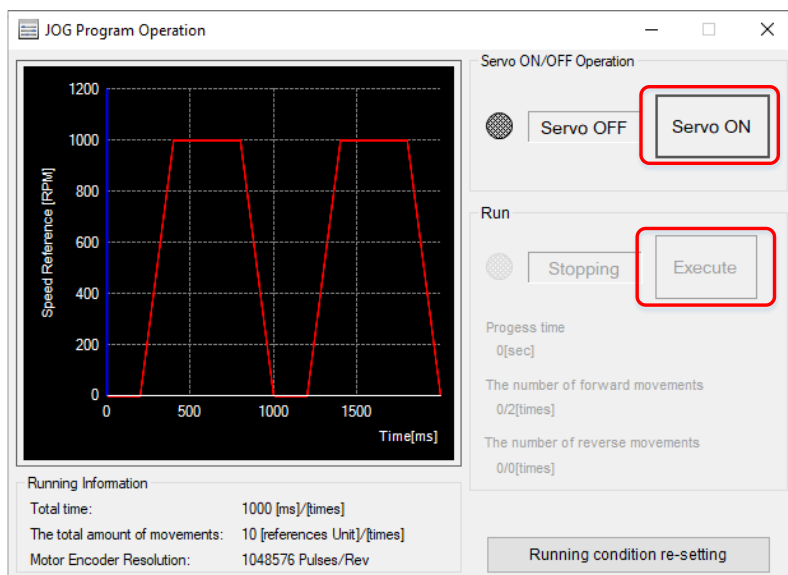 JOG Program Operation
Servo ON/OFF Operation
Servo OFF
Servo ON
1200
1000
800
600
400
200
0
Speed Reference [RPM]
0 500 1000 1500
Time[ms]
Run
Stopping
Execute
Progess time
0[sec]
The number of forward movements
0/2[times]
The number of reverse movements
0/0[times]
Running Information
Total time: 1000 [ms]/[times]
The total amount of movements: 10 [references Unit]/[times]
Motor Encoder Resolution: 1048576 Pulses/Rev
Running condition re-setting